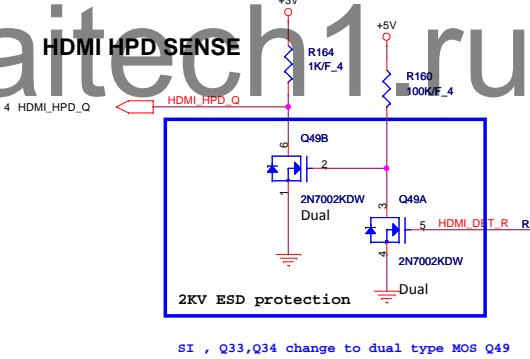 +3V
+5V
aitech1.ru
HDMI HPD SENSE
R164
1K/F_4
R160
100K/F_4
4 HDMI_HPD_Q
HDMI_HPD_Q
Q49B
6
2
1
2N7002KDW
Dual
Q49A
3
5
HDMI_DET_R
R
4
2N7002KDW
Dual
2KV ESD protection
SI , Q33,Q34 change to dual type MOS Q49